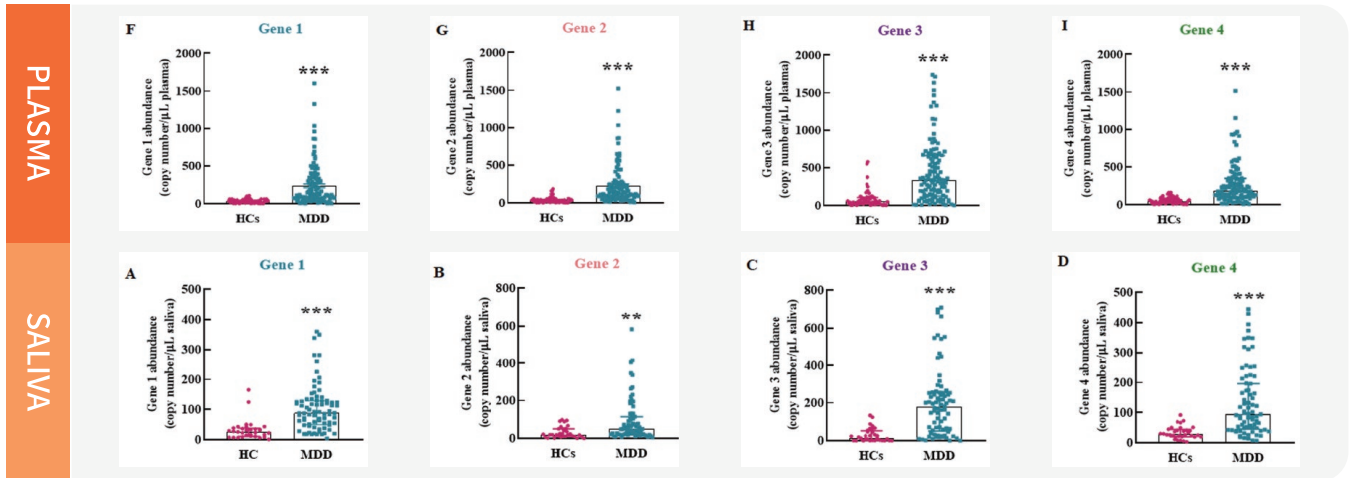 PLASMA
F
Gene 1
Gene 1 abundance
(copy number/μL plasma)
2000
1500
1000
500
0
***
HCs
MDD
G
Gene 2
Gene 2 abundance
(copy number/μL plasma)
2000
1500
1000
500
0
***
HCs
MDD
H
Gene 3
Gene 3 abundance
(copy number/μL plasma)
2000
1500
1000
500
0
***
HCs
MDD
I
Gene 4
Gene 4 abundance
(copy number/μL plasma)
2000
1500
1000
500
0
***
HCs
MDD
SALIVA
A
Gene 1
Gene 1 abundance
(copy number/μL saliva)
500
400
300
200
100
0
***
HC
MDD
B
Gene 2
Gene 2 abundance
(copy number/μL saliva)
800
600
400
200
0
**
HCs
MDD
C
Gene 3
Gene 3 abundance
(copy number/μL saliva)
800
600
400
200
0
***
HCs
MDD
D
Gene 4
Gene 4 abundance
(copy number/μL saliva)
500
400
300
200
100
0
***
HCs
MDD